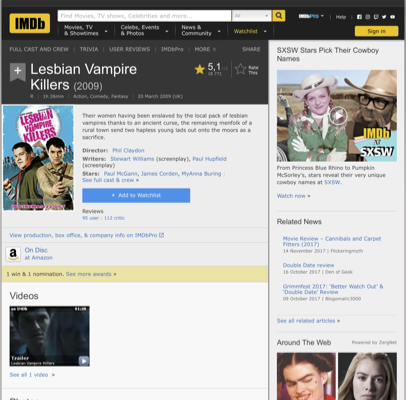 IMDb
Find Movies, TV shows, Celebrities and more...
All
IMDbPro
Help
Movies, TV & Showtimes
Celebs, Events & Photos
News & Community
Watchlist
Sign in
FULL CAST AND CREW | TRIVIA | USER REVIEWS | IMDbPro | MORE
SHARE
Lesbian Vampire Killers (2009)
5,1
Rate This
R | 1h 26min | Action, Comedy, Fantasy | 20 March 2009 (UK)
LESBIAN VAMPIRE KILLERS
Their women having been enslaved by the local pack of lesbian
vampires thanks to an ancient curse, the remaining menfolk of a
rural town send two hapless young lads out onto the moors as a
sacrifice.
Director: Phil Claydon
Writers: Stewart Williams (screenplay), Paul Hupfield
(screenplay)
Stars: Paul McGann, James Corden, MyAnna Buring |
See full cast & crew »
+ Add to Watchlist
Reviews
95 user | 112 critic
View production, box office, & company info on IMDbPro
a
On Disc
at Amazon
1 win & 1 nomination. See more awards »
Videos
on IMDb
01:38
Trailer
Lesbian Vampire Killers
See all 1 video »
SXSW Stars Pick Their Cowboy
Names
IMDb
AT
SXSW
From Princess Blue Rhino to Pumpkin
McSorley's, stars reveal their very unique
cowboy names at SXSW.
Watch now »
Related News
Movie Review – Cannibals and Carpet
Fitters (2017)
14 November 2017 | Flickeringmyth
Double Date review
16 October 2017 | Den of Geek
Grimmfest 2017: 'Better Watch Out' &
'Double Date' Review
09 October 2017 | Blogomatic3000
See all related articles »
Around The Web
Powered by ZergNet